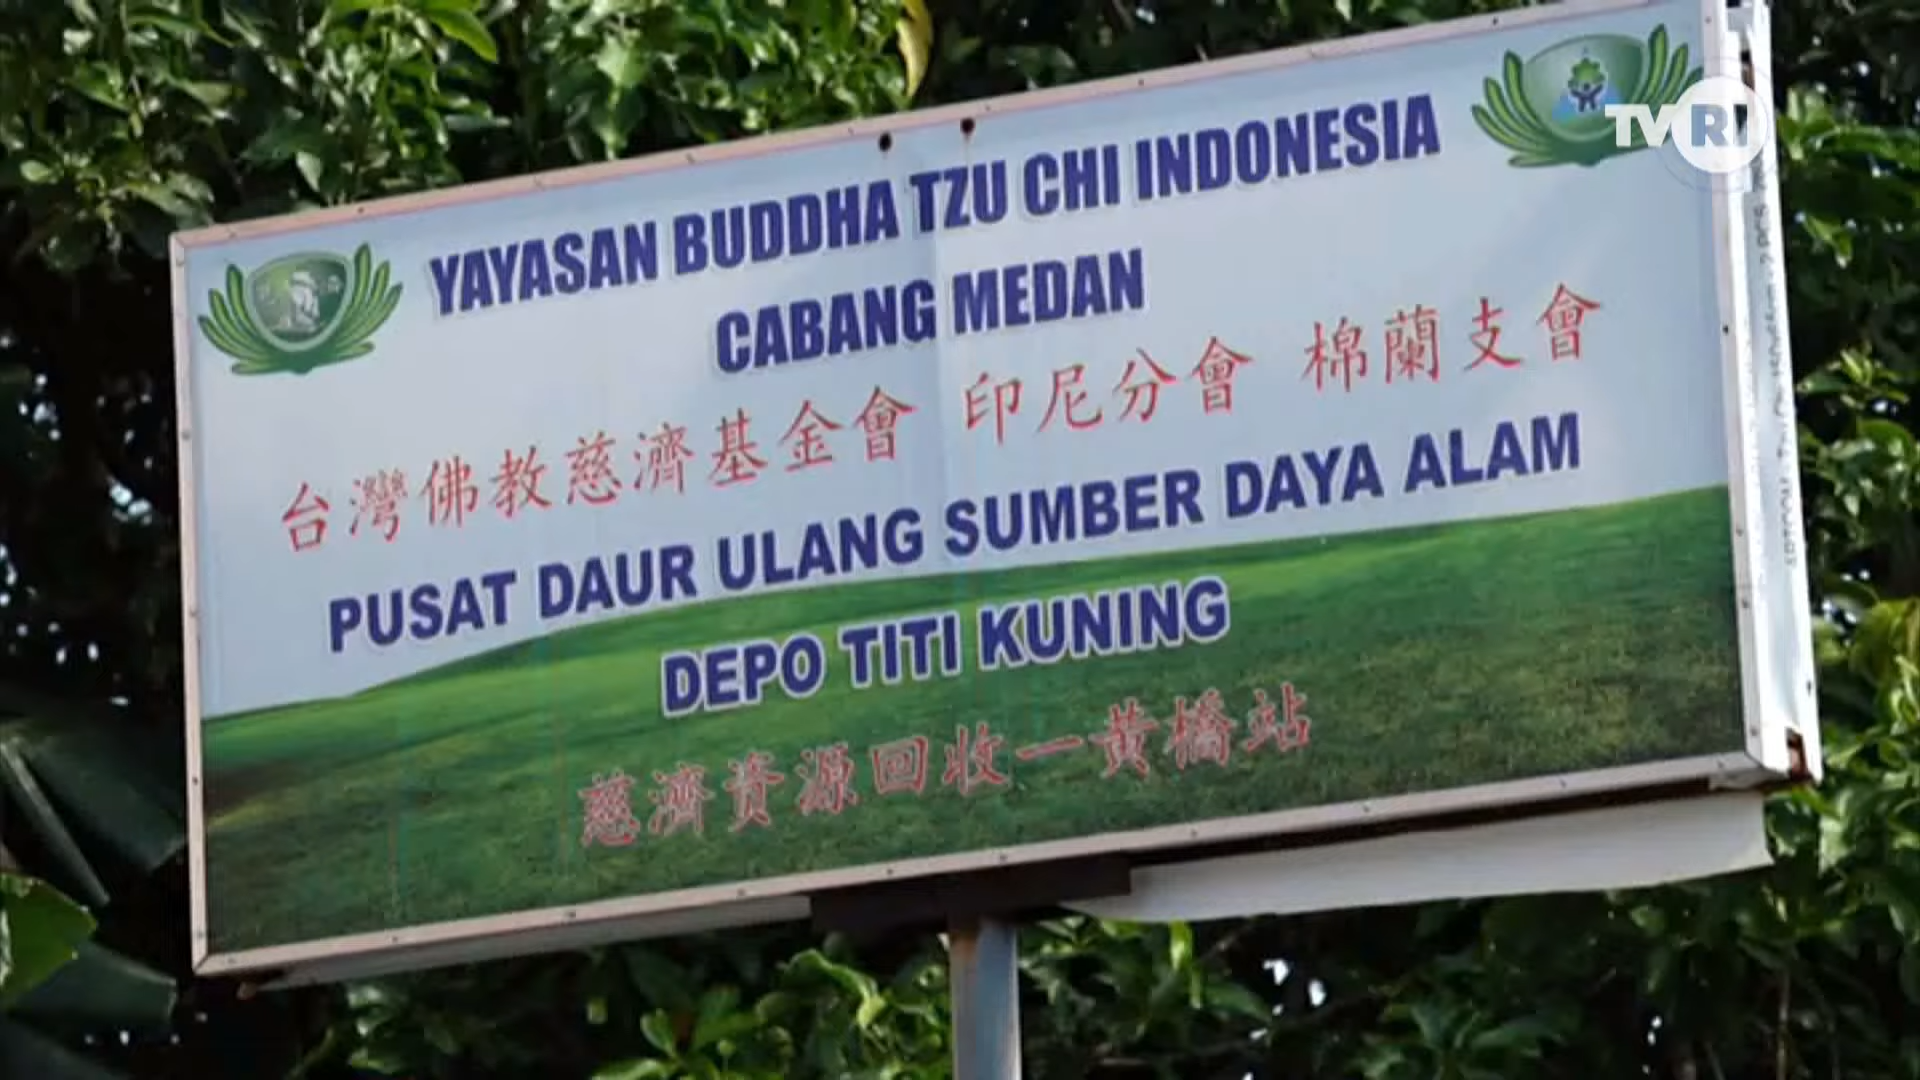 YAYASAN BUDDHA TZU CHI INDONESIA
CABANG MEDAN
台灣佛教慈濟基金會 印尼分會 棉蘭支會
PUSAT DAUR ULANG SUMBER DAYA ALAM
DEPO TITI KUNING
慈濟資源回收一黃橋站
TVRI